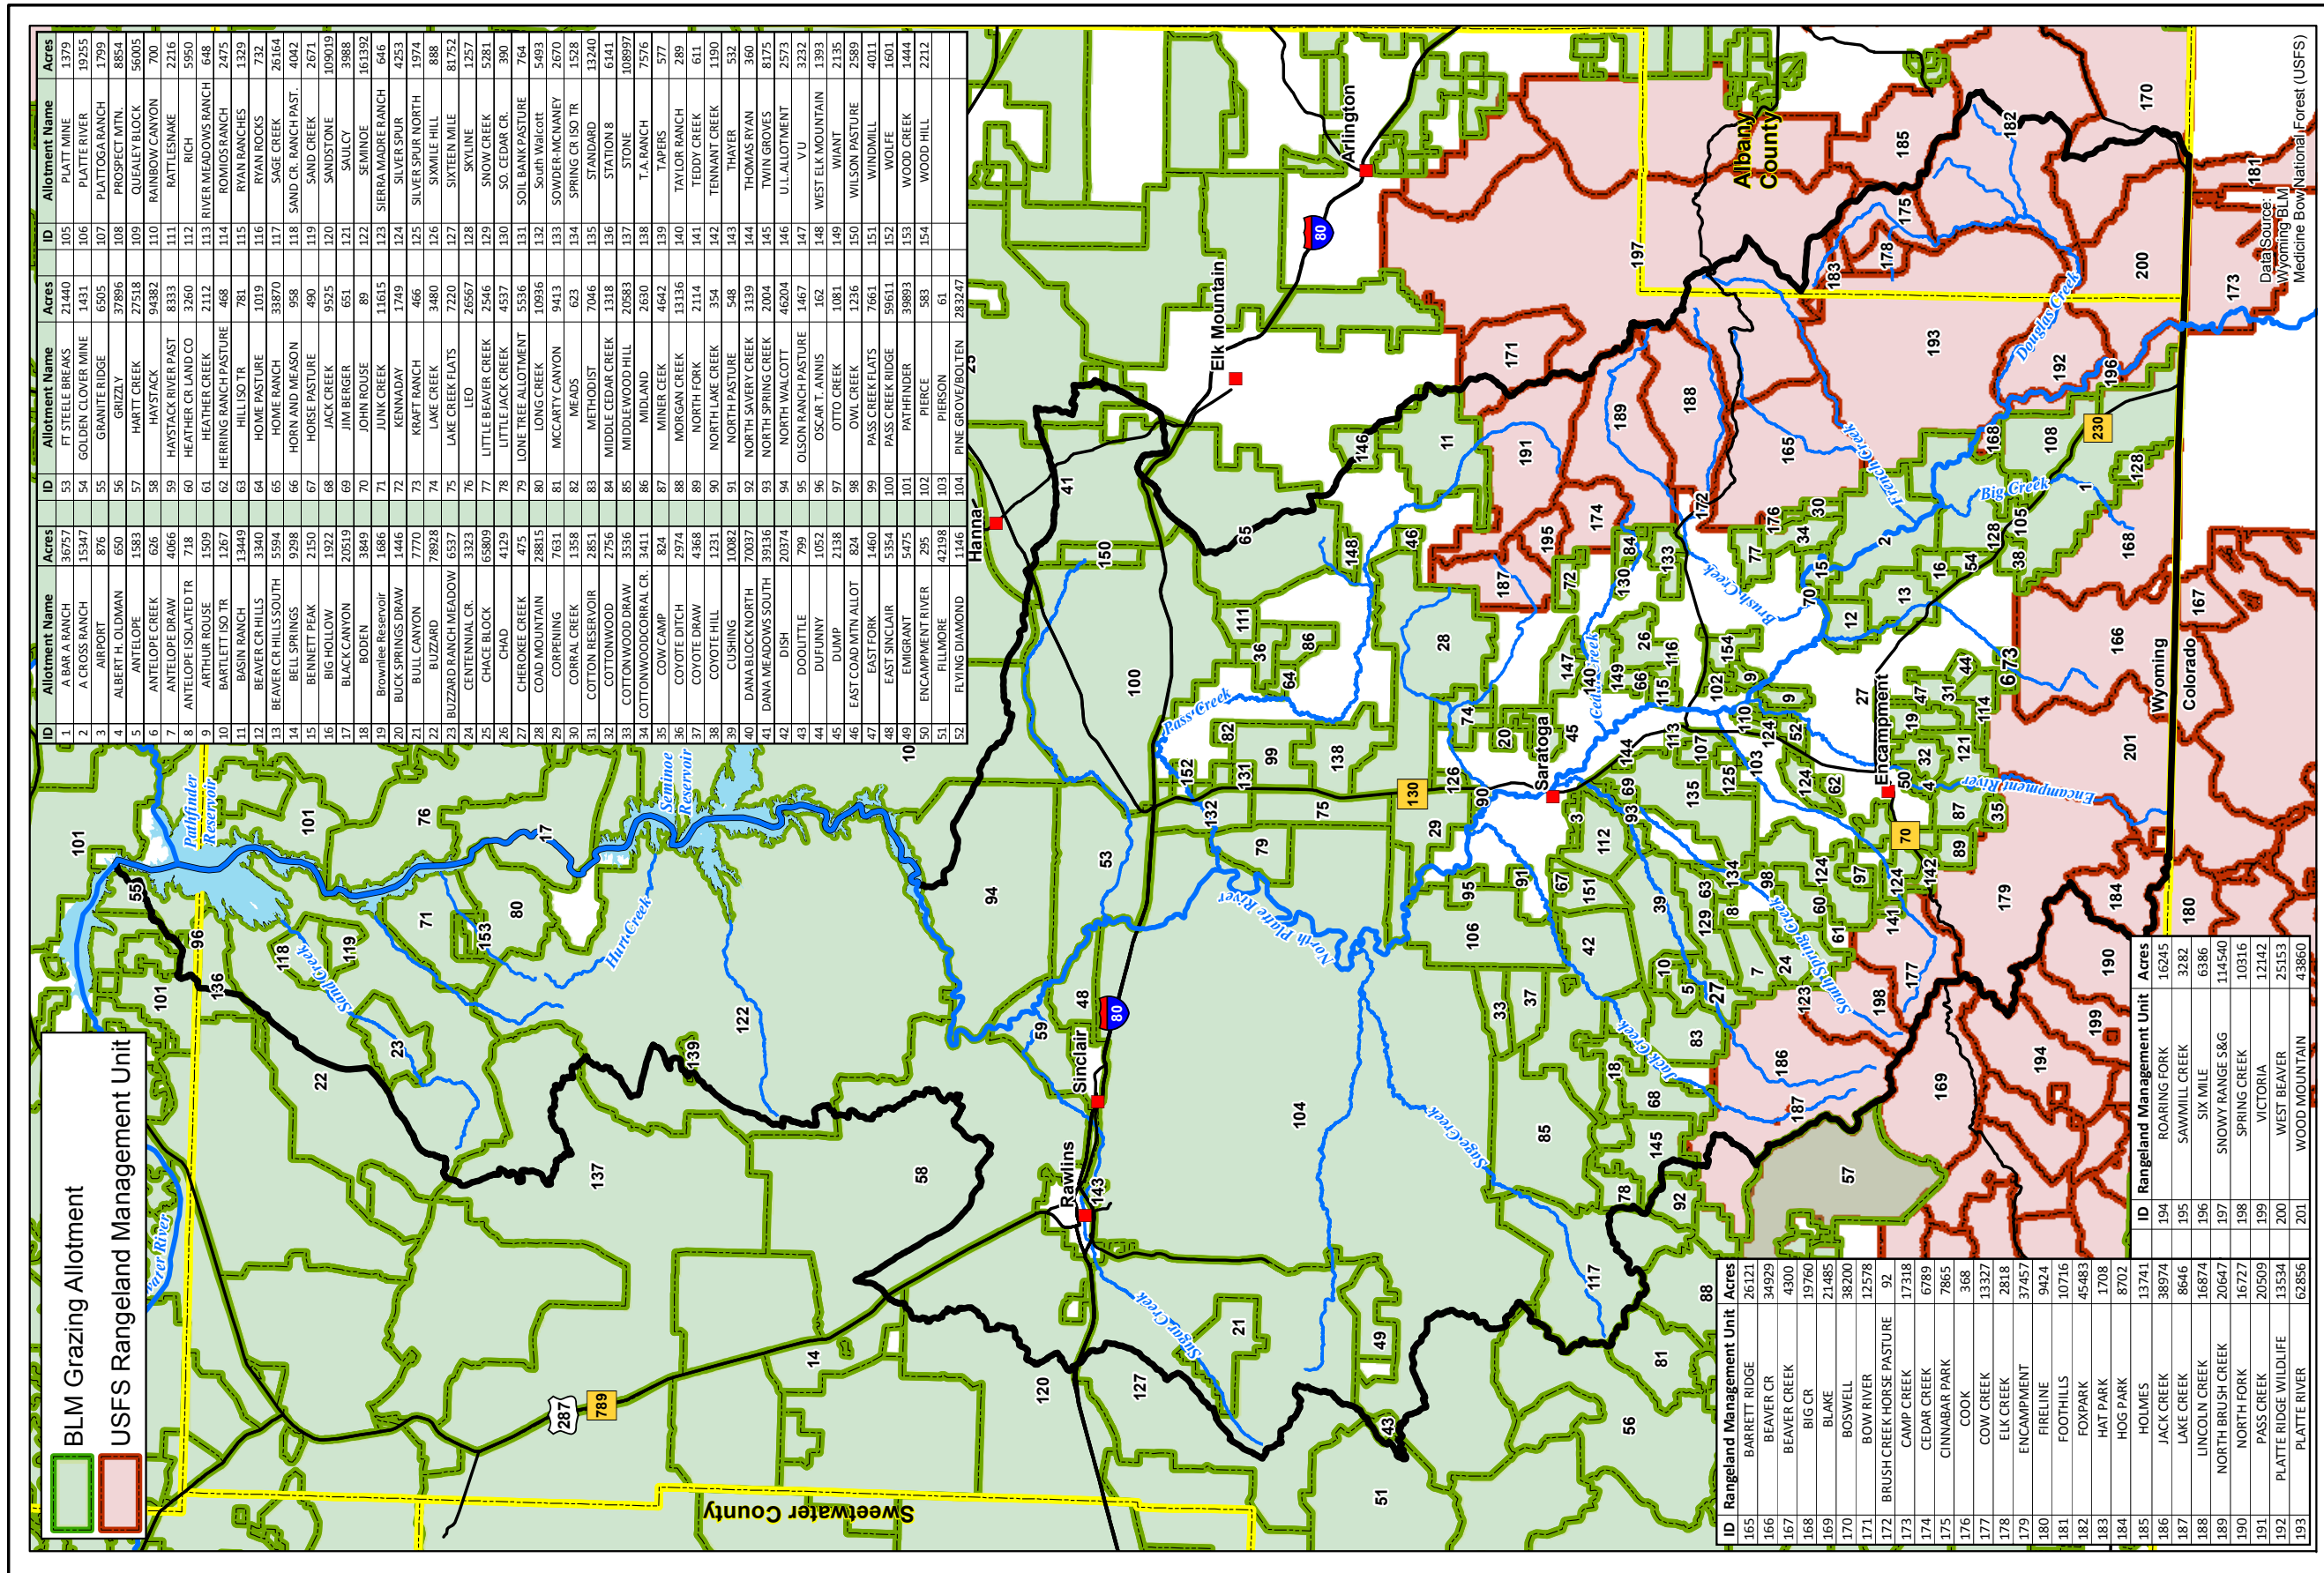 BLM Grazing Allotment
USFS Rangeland Management Unit
ID Allotment Name Acres ID Allotment Name Acres ID Allotment Name Acres
1 A BAR A RANCH 36757 53 FT STEELE BREAKS 21440 105 PLATT MINE 1379
2 A CROSS RANCH 15347 54 GOLDEN CLOVER MINE 1431 106 PLATTE RIVER 19255
3 AIRPORT 876 55 GRANITE RIDGE 6505 107 PLATTOGA RANCH 1799
4 ALBERT H. OLDMAN 650 56 GRIZZLY 37896 108 PROSPECT MTN. 8854
5 ANTELOPE 1583 57 HARTT CREEK 27518 109 QUEALEY BLOCK 56005
6 ANTELOPE CREEK 626 58 HAYSTACK 94382 110 RAINBOW CANYON 700
7 ANTELOPE DRAW 4066 59 HAYSTACK RIVER PAST 8333 111 RATTLESNAKE 2216
8 ANTELOPE ISOLATED TR 718 60 HEATHER CR LAND CO 3260 112 RICH 5950
9 ARTHUR ROUSE 1509 61 HEATHER CREEK 2112 113 RIVER MEADOWS RANCH 648
10 BARTLETT ISO TR 1267 62 HERRING RANCH PASTURE 468 114 ROMIOS RANCH 2475
11 BASIN RANCH 13449 63 HILL ISO TR 781 115 RYAN RANCHES 1329
12 BEAVER CR HILLS 3340 64 HOME PASTURE 1019 116 RYAN ROCKS 732
13 BEAVER CR HILLS SOUTH 5594 65 HOME RANCH 33870 117 SAGE CREEK 26164
14 BELL SPRINGS 9298 66 HORN AND MEASON 958 118 SAND CR. RANCH PAST. 4042
15 BENNETT PEAK 2150 67 HORSE PASTURE 490 119 SAND CREEK 2671
16 BIG HOLLOW 1922 68 JACK CREEK 9525 120 SANDSTONE 109019
17 BLACK CANYON 20519 69 JIM BERGER 651 121 SAULCY 3988
18 BODEN 3849 70 JOHN ROUSE 89 122 SEMINOE 161392
19 Brownlee Reservoir 1686 71 JUNK CREEK 11615 123 SIERRA MADRE RANCH 646
20 BUCK SPRINGS DRAW 1446 72 KENNADAY 1749 124 SILVER SPUR 4253
21 BULL CANYON 7770 73 KRAFT RANCH 466 125 SILVER SPUR NORTH 1974
22 BUZZARD 78928 74 LAKE CREEK 3480 126 SIXMILE HILL 888
23 BUZZARD RANCH MEADOW 6537 75 LAKE CREEK FLATS 7220 127 SIXTEEN MILE 81752
24 CENTENNIAL CR. 3323 76 LEO 26567 128 SKYLINE 1257
25 CHACE BLOCK 65809 77 LITTLE BEAVER CREEK 2546 129 SNOW CREEK 5281
26 CHAD 4129 78 LITTLE JACK CREEK 4537 130 SO. CEDAR CR. 390
27 CHEROKEE CREEK 475 79 LONE TREE ALLOTMENT 5536 131 SOIL BANK PASTURE 764
28 COAD MOUNTAIN 28815 80 LONG CREEK 10936 132 South Walcott 5493
29 CORPENING 7631 81 MCCARTY CANYON 9413 133 SOWDER-MCNANEY 2670
30 CORRAL CREEK 1358 82 MEADS 623 134 SPRING CR ISO TR 1528
31 COTTON RESERVOIR 2851 83 METHODIST 7046 135 STANDARD 13240
32 COTTONWOOD 2756 84 MIDDLE CEDAR CREEK 1318 136 STATION 8 6141
33 COTTONWOOD DRAW 3536 85 MIDDLEWOOD HILL 20583 137 STONE 108997
34 COTTONWOODCORRAL CR. 3411 86 MIDLAND 2630 138 T.A. RANCH 7576
35 COW CAMP 824 87 MINER CEEK 4642 139 TAPERS 577
36 COYOTE DITCH 2974 88 MORGAN CREEK 13136 140 TAYLOR RANCH 289
37 COYOTE DRAW 4368 89 NORTH FORK 2114 141 TEDDY CREEK 611
38 COYOTE HILL 11231 90 NORTH LAKE CREEK 354 142 TENNANT CREEK 1190
39 CUSHING 10082 91 NORTH PASTURE 548 143 THAYER 532
40 DANA BLOCK NORTH 70037 92 NORTH SAVERY CREEK 3139 144 THOMAS RYAN 360
41 DANA MEADOWS SOUTH 39136 93 NORTH SPRING CREEK 2004 145 TWIN GROVES 8175
42 DISH 20374 94 NORTH WALCOTT 46204 146 U.L.ALLOTMENT 2573
43 DOOLITTLE 799 95 OLSON RANCH PASTURE 1467 147 V U 3232
44 DUFUNNY 1052 96 OSCAR T. ANNIS 162 148 WEST ELK MOUNTAIN 1393
45 DUMP 2138 97 OTTO CREEK 1081 149 WIANT 2135
46 EAST COAD MTN ALLOT 824 98 OWL CREEK 1236 150 WILSON PASTURE 2589
47 EAST FORK 1460 99 PASS CREEK FLATS 7661 151 WINDMILL 4011
48 EAST SINCLAIR 5354 100 PASS CREEK RIDGE 59611 152 WOLFE 1601
49 EMIGRANT 5475 101 PATHFINDER 39893 153 WOOD CREEK 1444
50 ENCAMPMENT RIVER 295 102 PIERCE 583 154 WOOD HILL 2212
51 FILLMORE 42198 103 PIERSON 61
52 FLYING DIAMOND 1146 104 PINE GROVE/BOLTEN 283247
Pathfinder
Reservoir
Seminoe
Reservoir
water River
Sand Creek
Hurt Creek
287
789
Sweetwater County
Rawlins
Sinclair
80
Hanna
Elk Mountain
80
Arlington
Sugar Creek
North Platte River
Pass Creek
Sage Creek
Jack Creek
130
Saratoga
Cedar Creek
Brush Creek
South Spring Creek
French Creek
Big Creek
Douglas Creek
Albany
County
Encampment
Encampment River
70
230
Wyoming
Colorado
ID Rangeland Management Unit Acres
165 BARRETT RIDGE 26121
166 BEAVER CR 34929
167 BEAVER CREEK 4300
168 BIG CR 19760
169 BLAKE 21485
170 BOSWELL 38200
171 BOW RIVER 12578
172 BRUSH CREEK HORSE PASTURE 92
173 CAMP CREEK 17318
174 CEDAR CREEK 6789
175 CINNABAR PARK 7865
176 COOK 368
177 COW CREEK 13327
178 ELK CREEK 2818
179 ENCAMPMENT 37457
180 FIRELINE 9424
181 FOOTHILLS 10716
182 FOXPARK 45483
183 HAT PARK 1708
184 HOG PARK 8702
185 HOLMES 13741
186 JACK CREEK 38974
187 LAKE CREEK 8646
188 LINCOLN CREEK 16874
189 NORTH BRUSH CREEK 20647
190 NORTH FORK 16727
191 PASS CREEK 20509
192 PLATTE RIDGE WILDLIFE 13534
193 PLATTE RIVER 62856
ID Rangeland Management Unit Acres
194 ROARING FORK 16245
195 SAWMILL CREEK 3282
196 SIX MILE 6386
197 SNOWY RANGE S&G 114540
198 SPRING CREEK 10316
199 VICTORIA 12142
200 WEST BEAVER 25153
201 WOOD MOUNTAIN 43860
Data Source:
Wyoming BLM
Medicine Bow National Forest (USFS)